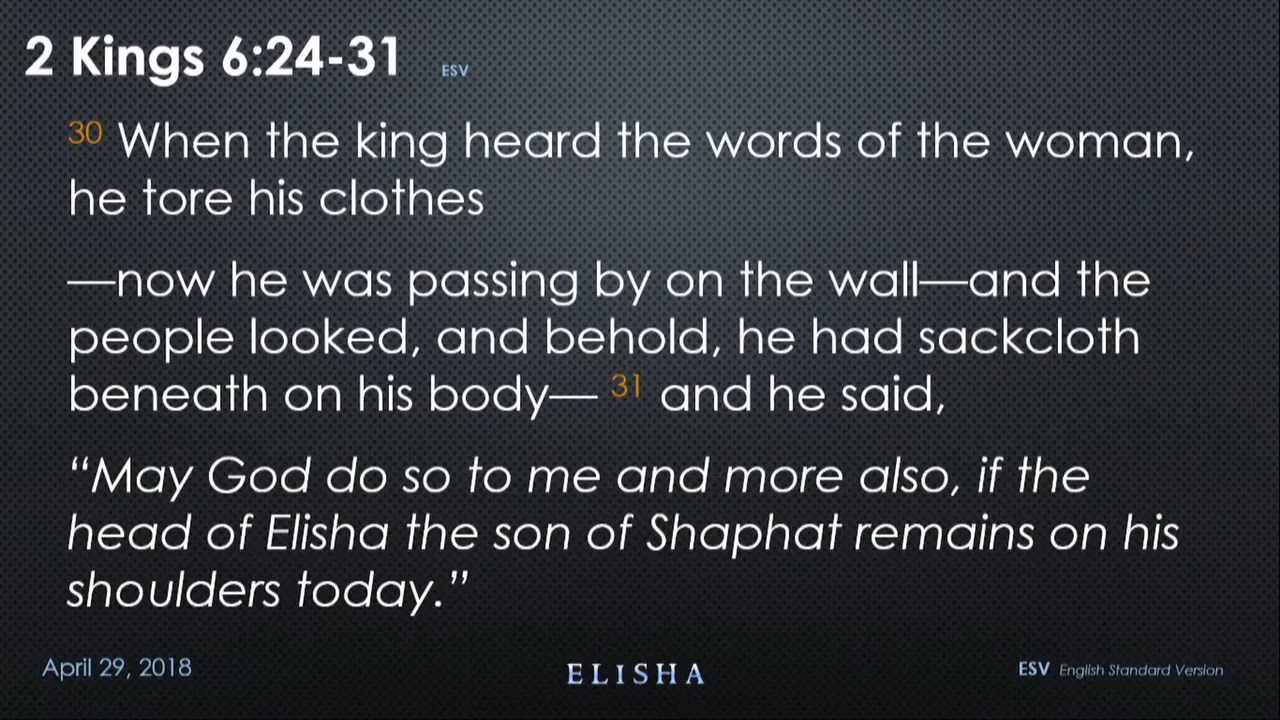 2 Kings 6:24-31 ESV
30 When the king heard the words of the woman,
he tore his clothes
—now he was passing by on the wall—and the
people looked, and behold, he had sackcloth
beneath on his body— 31 and he said,
“May God do so to me and more also, if the
head of Elisha the son of Shaphat remains on his
shoulders today.”
April 29, 2018
ELISHA
ESV English Standard Version